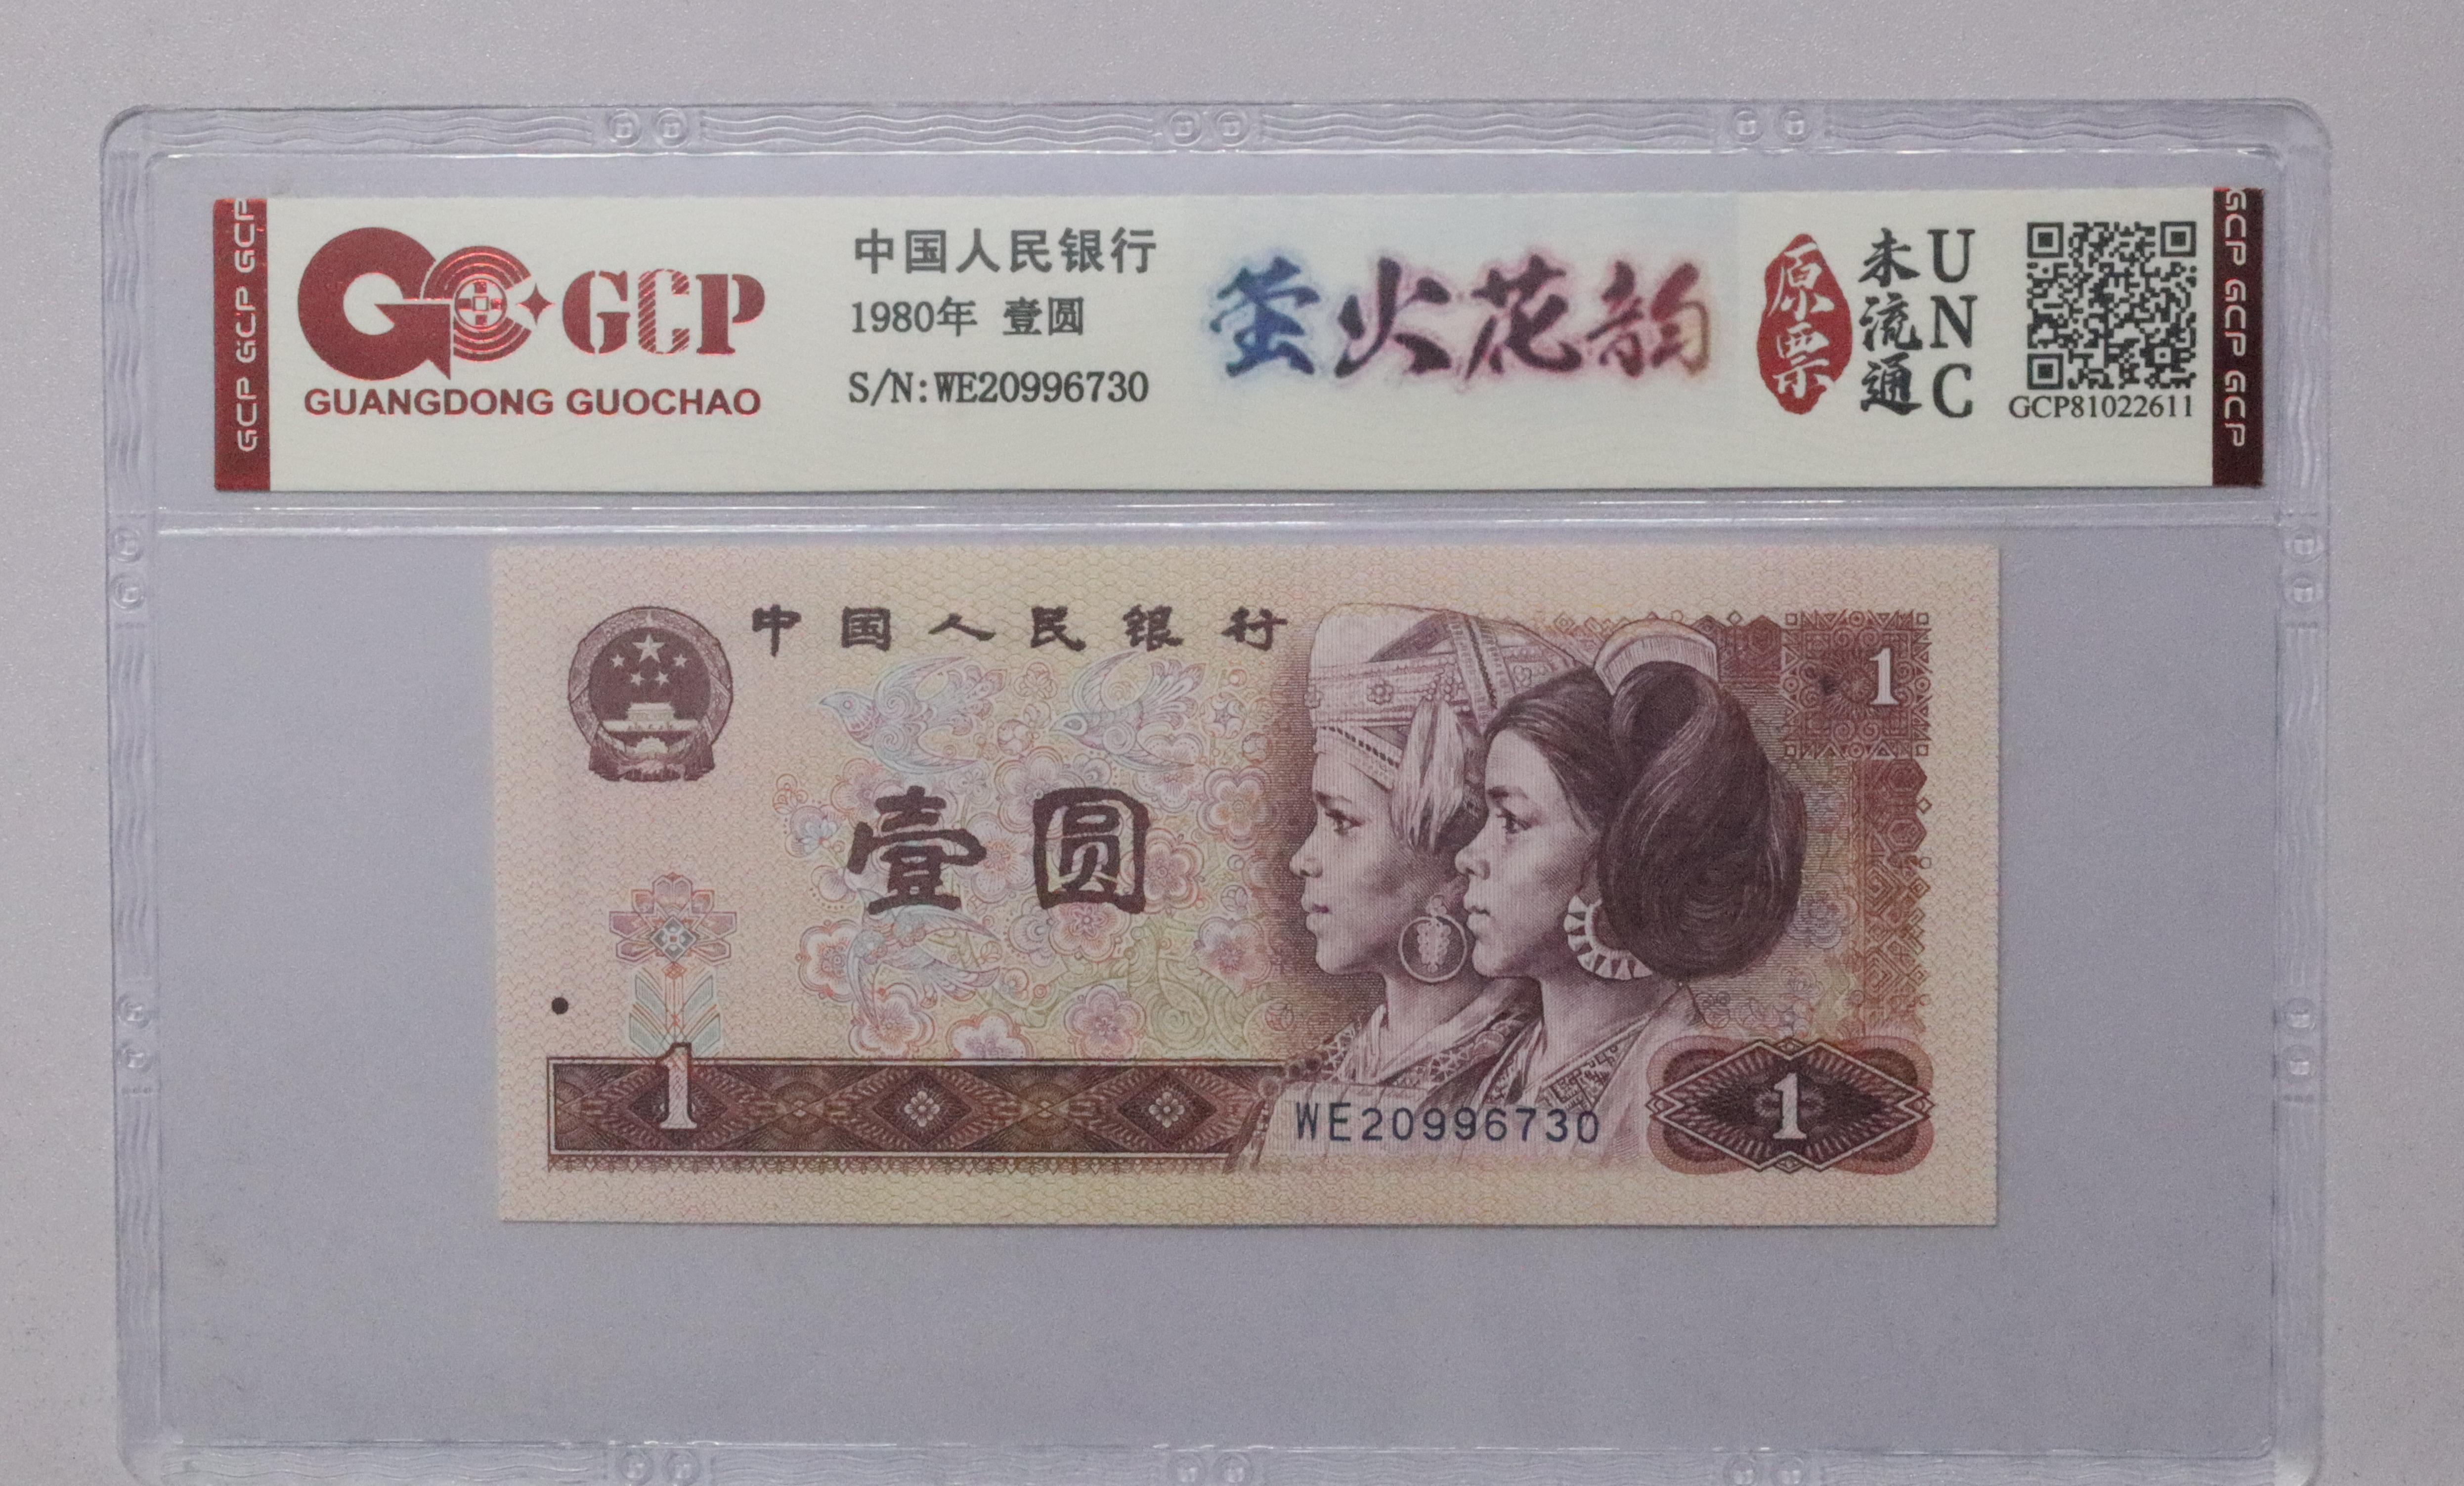 GCP GCP GCP
GCP
GUANGDONG GUOCHAO
中国人民银行
1980年 壹圆
S/N:WE20996730
萤火花韵
原票
未流通
UNC
GCP81022611
GCP GCP GCP
中国人民银行
1
壹圆
1
WE20996730
1